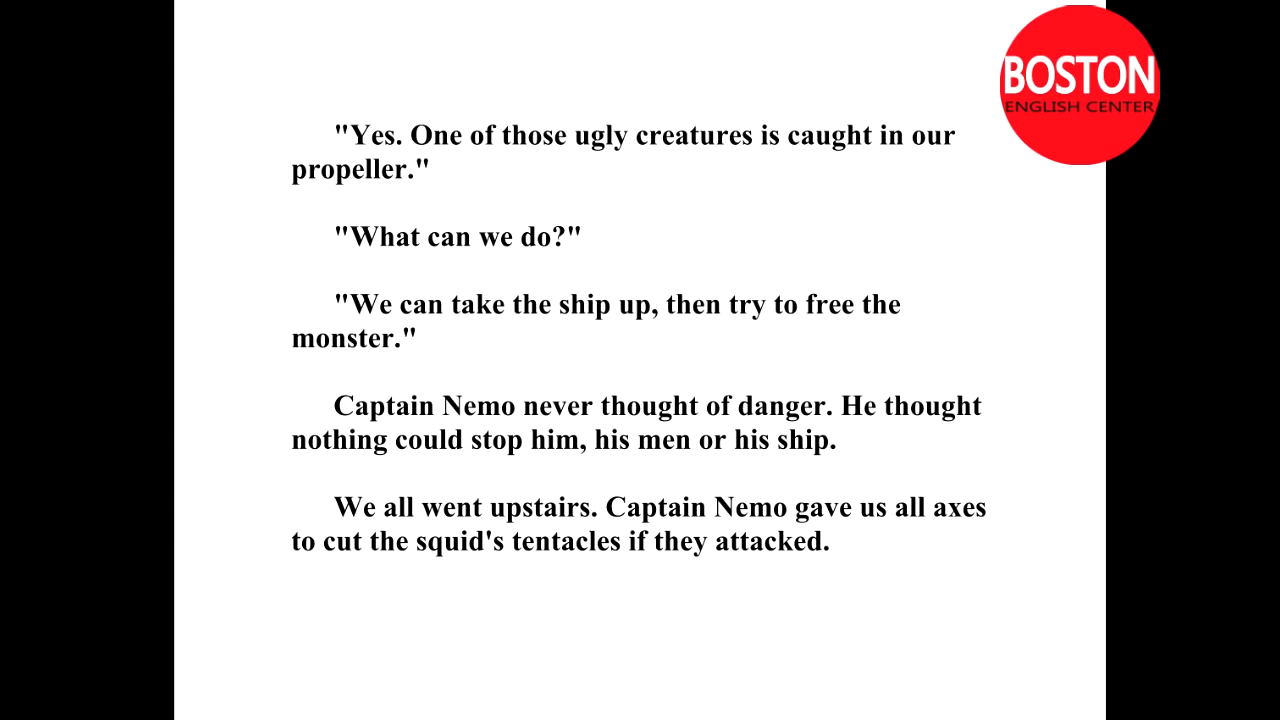 BOSTON
ENGLISH CENTER
"Yes. One of those ugly creatures is caught in our
propeller."
"What can we do?"
"We can take the ship up, then try to free the
monster."
Captain Nemo never thought of danger. He thought
nothing could stop him, his men or his ship.
We all went upstairs. Captain Nemo gave us all axes
to cut the squid's tentacles if they attacked.